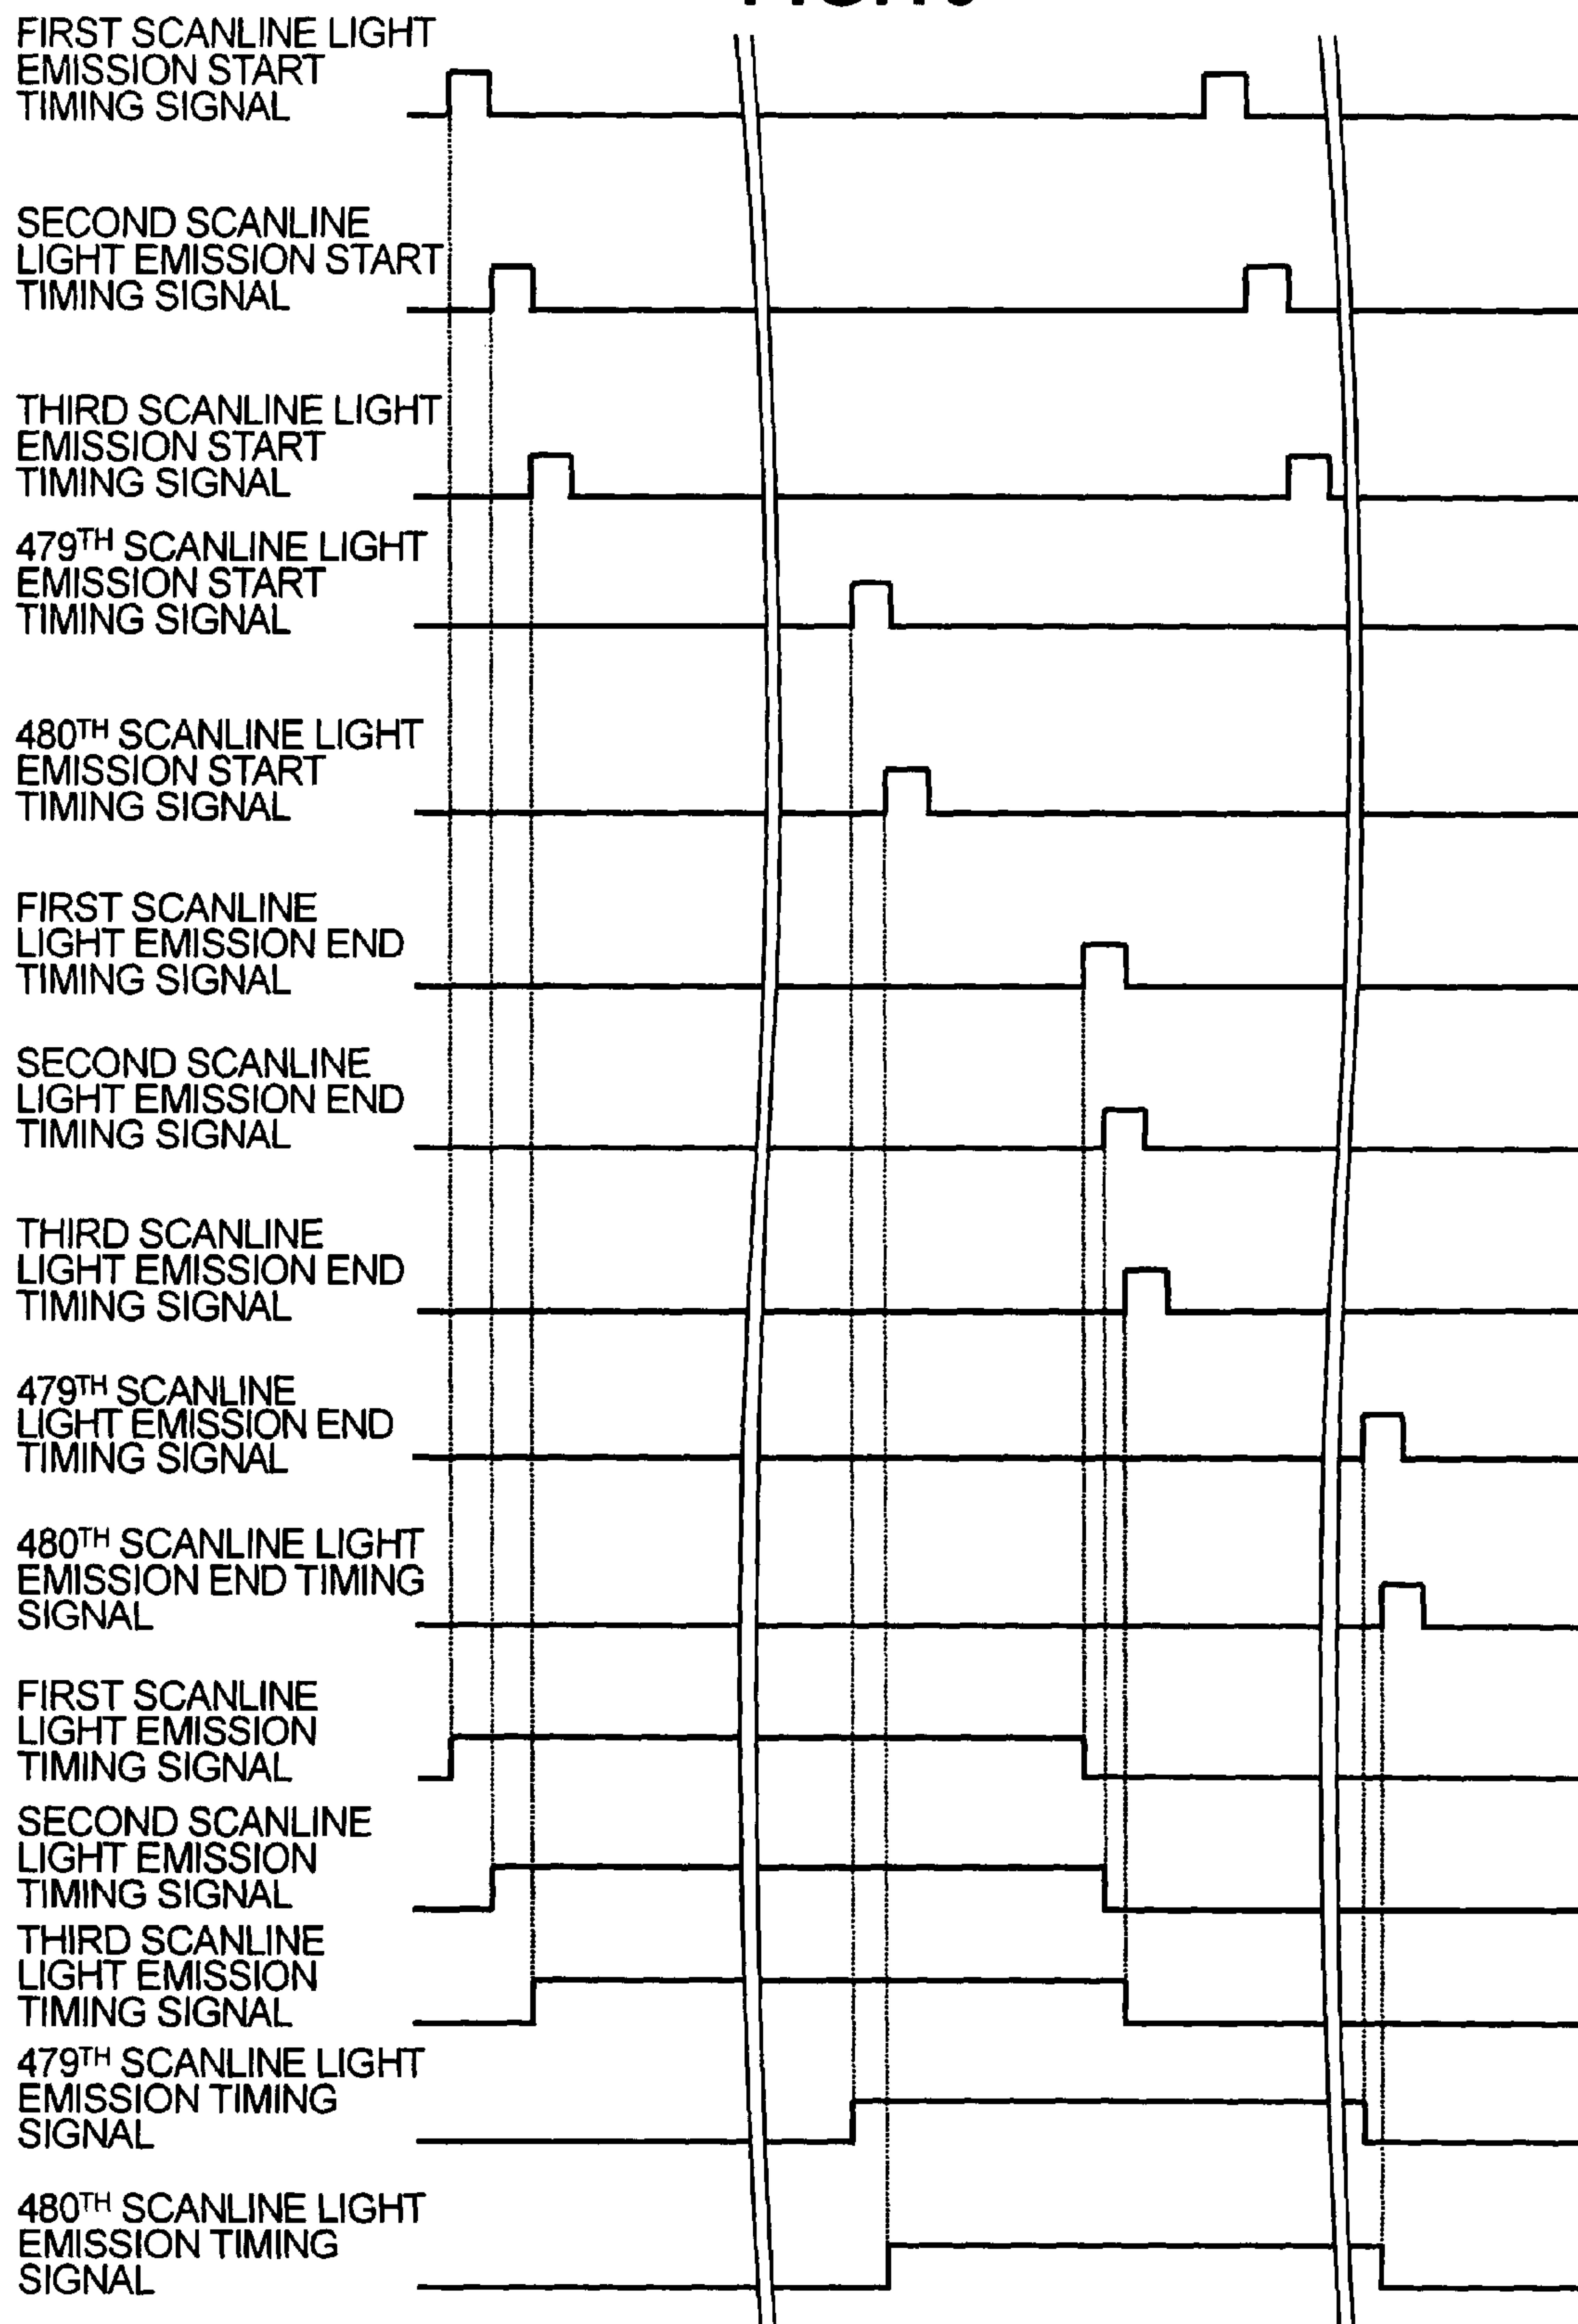 FIRST SCANLINE LIGHT
EMISSION START
TIMING SIGNAL
SECOND SCANLINE
LIGHT EMISSION START
TIMING SIGNAL
THIRD SCANLINE LIGHT
EMISSION START
TIMING SIGNAL
479TH SCANLINE LIGHT
EMISSION START
TIMING SIGNAL
480TH SCANLINE LIGHT
EMISSION START
TIMING SIGNAL
FIRST SCANLINE
LIGHT EMISSION END
TIMING SIGNAL
SECOND SCANLINE
LIGHT EMISSION END
TIMING SIGNAL
THIRD SCANLINE
LIGHT EMISSION END
TIMING SIGNAL
479TH SCANLINE
LIGHT EMISSION END
TIMING SIGNAL
480TH SCANLINE LIGHT
EMISSION END TIMING
SIGNAL
FIRST SCANLINE
LIGHT EMISSION
TIMING SIGNAL
SECOND SCANLINE
LIGHT EMISSION
TIMING SIGNAL
THIRD SCANLINE
LIGHT EMISSION
TIMING SIGNAL
479TH SCANLINE LIGHT
EMISSION TIMING
SIGNAL
480TH SCANLINE LIGHT
EMISSION TIMING
SIGNAL